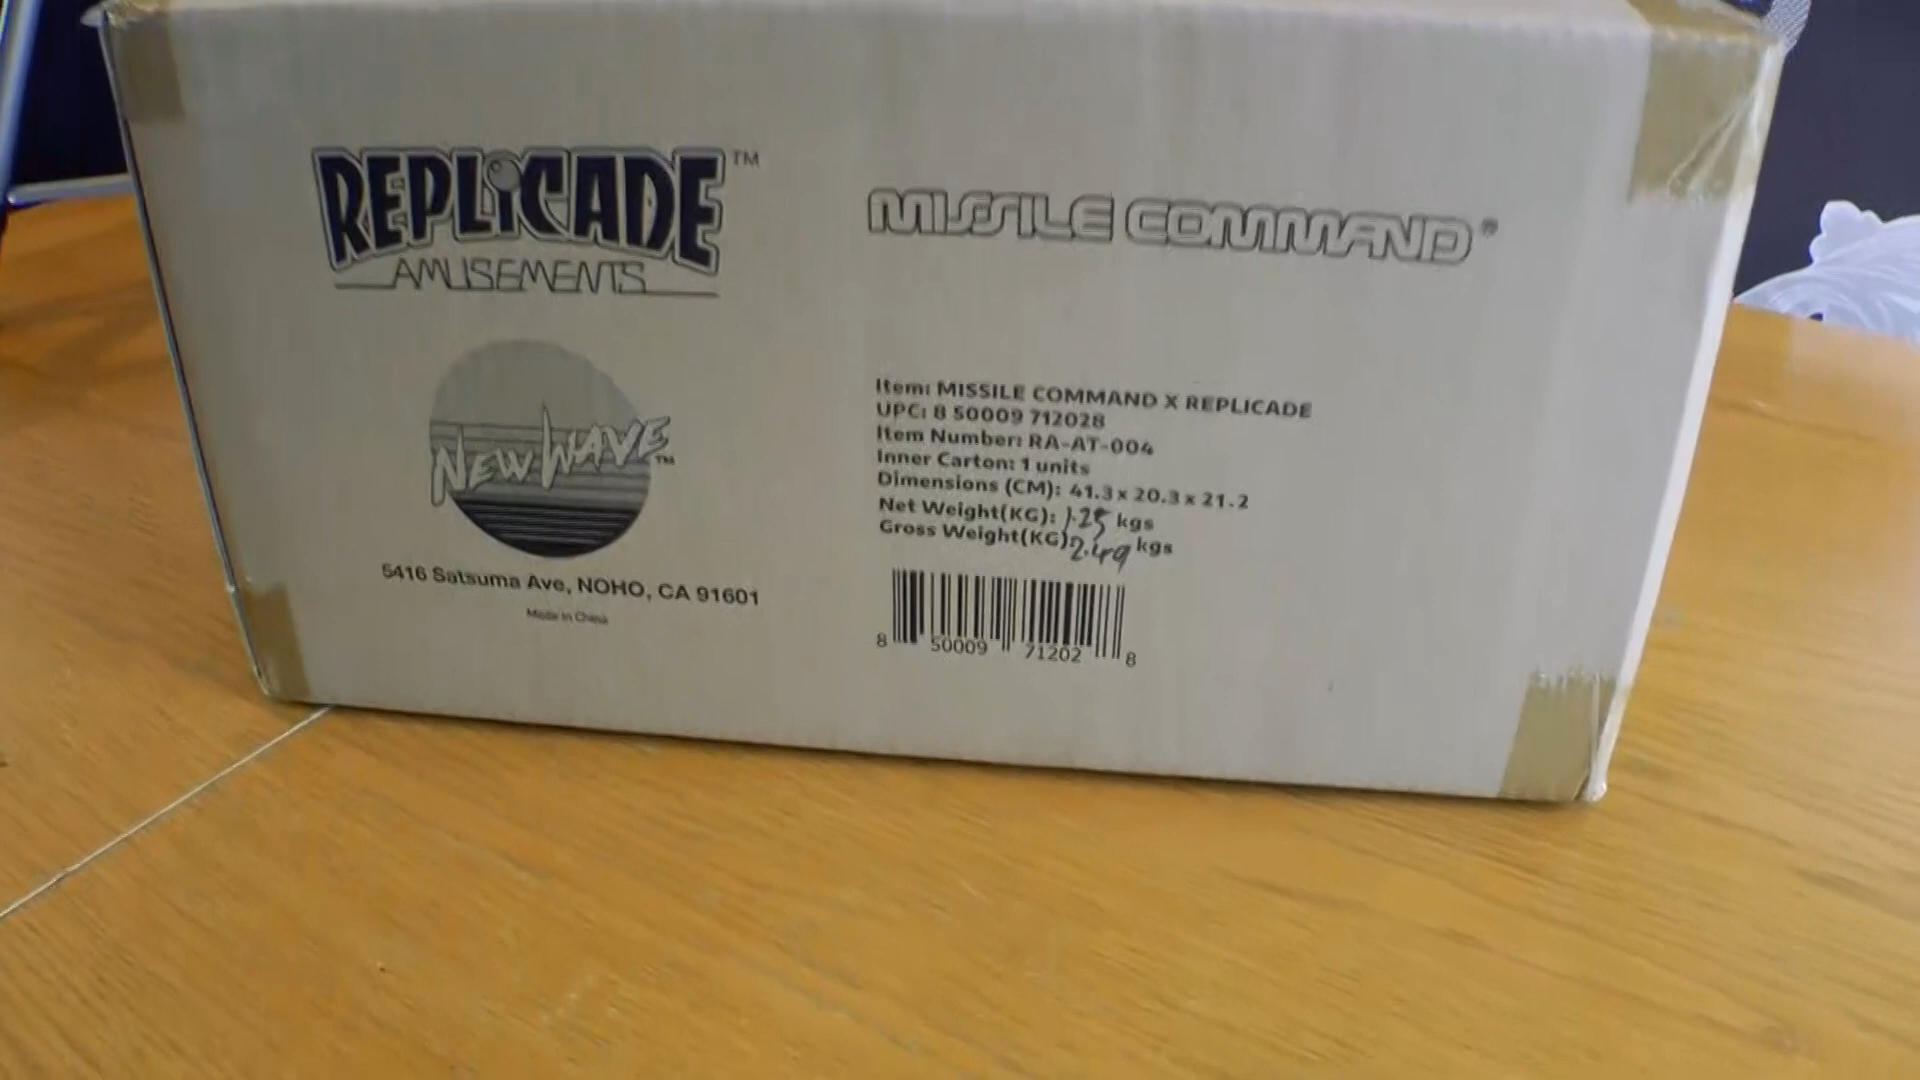 REPLiCADE™
AMUSEMENTS
MISSILE COMMAND®
NEW WAVE™
5416 Satsuma Ave, NOHO, CA 91601
Made in China
Item: MISSILE COMMAND X REPLICADE
UPC: 8 50009 712028
Item Number: RA-AT-004
Inner Carton: 1 units
Dimensions (CM): 41.3 x 20.3 x 21.2
Net Weight(KG): 1.25 kgs
Gross Weight(KG) 2.49 kgs
8 50009 71202 8